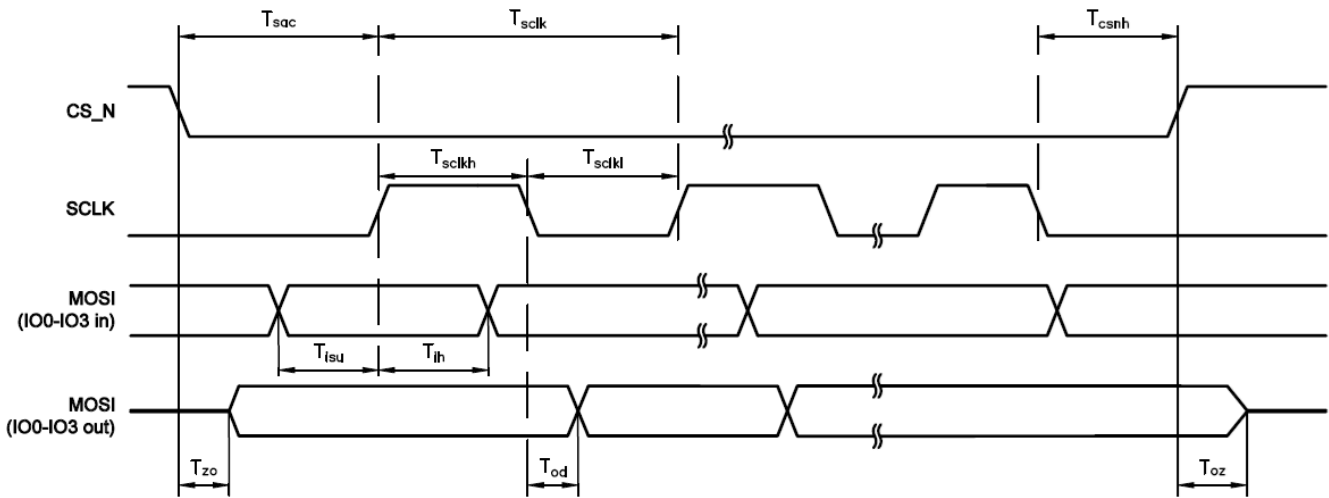 Tsac Tsclk Tcsnh
CS_N
Tsclkh Tsclkl
SCLK
MOSI
(IO0-IO3 in)
Tisu Tih
MOSI
(IO0-IO3 out)
Tzo Tod Toz